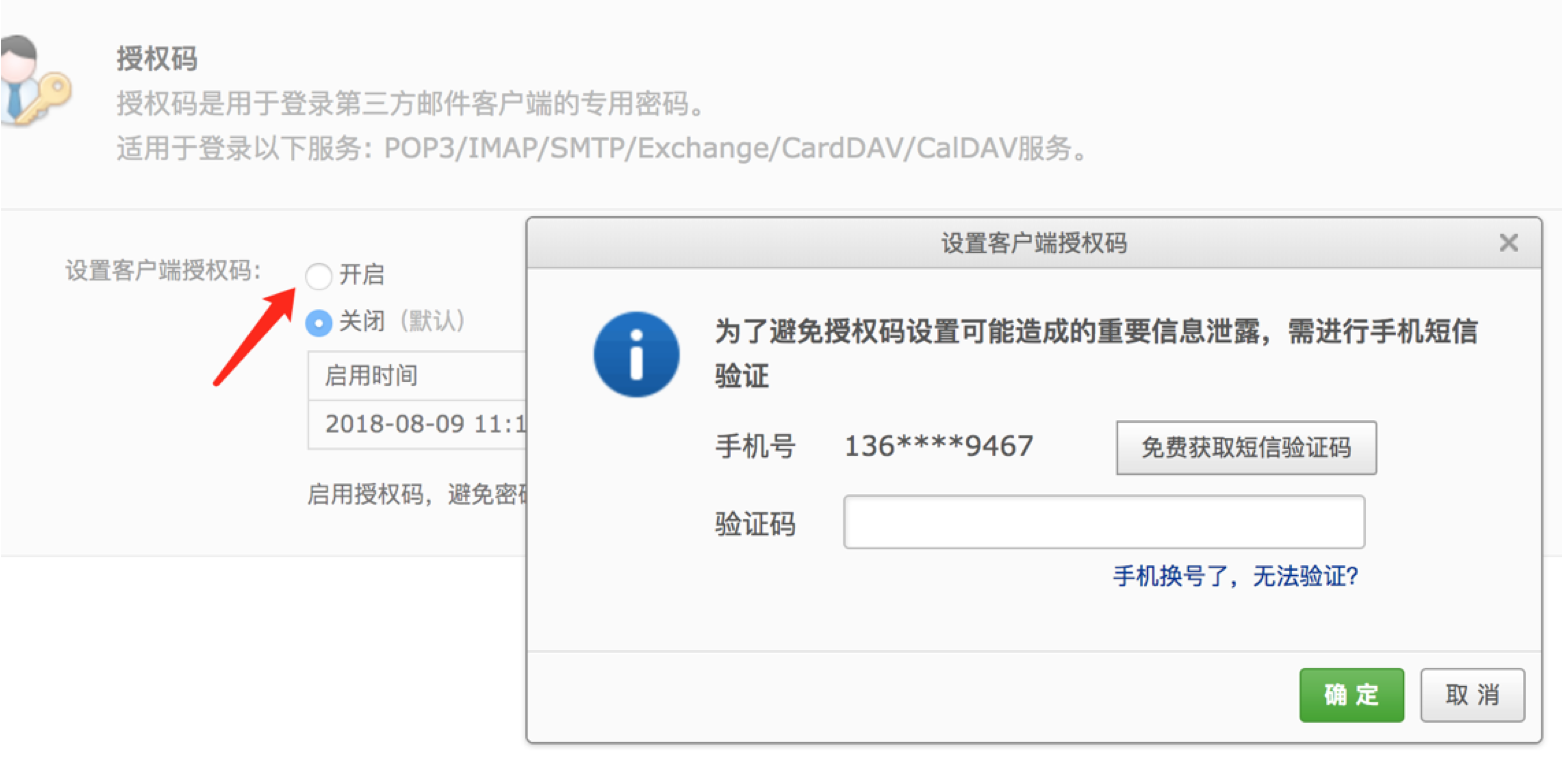 授权码
授权码是用于登录第三方邮件客户端的专用密码。
适用于登录以下服务：POP3/IMAP/SMTP/Exchange/CardDAV/CalDAV服务。
设置客户端授权码：
开启
关闭（默认）
启用时间
2018-08-09 11:1
启用授权码，避免密
设置客户端授权码
为了避免授权码设置可能造成的重要信息泄露，需进行手机短信
验证
手机号 136****9467 免费获取短信验证码
验证码
手机换号了，无法验证?
确 定 取 消